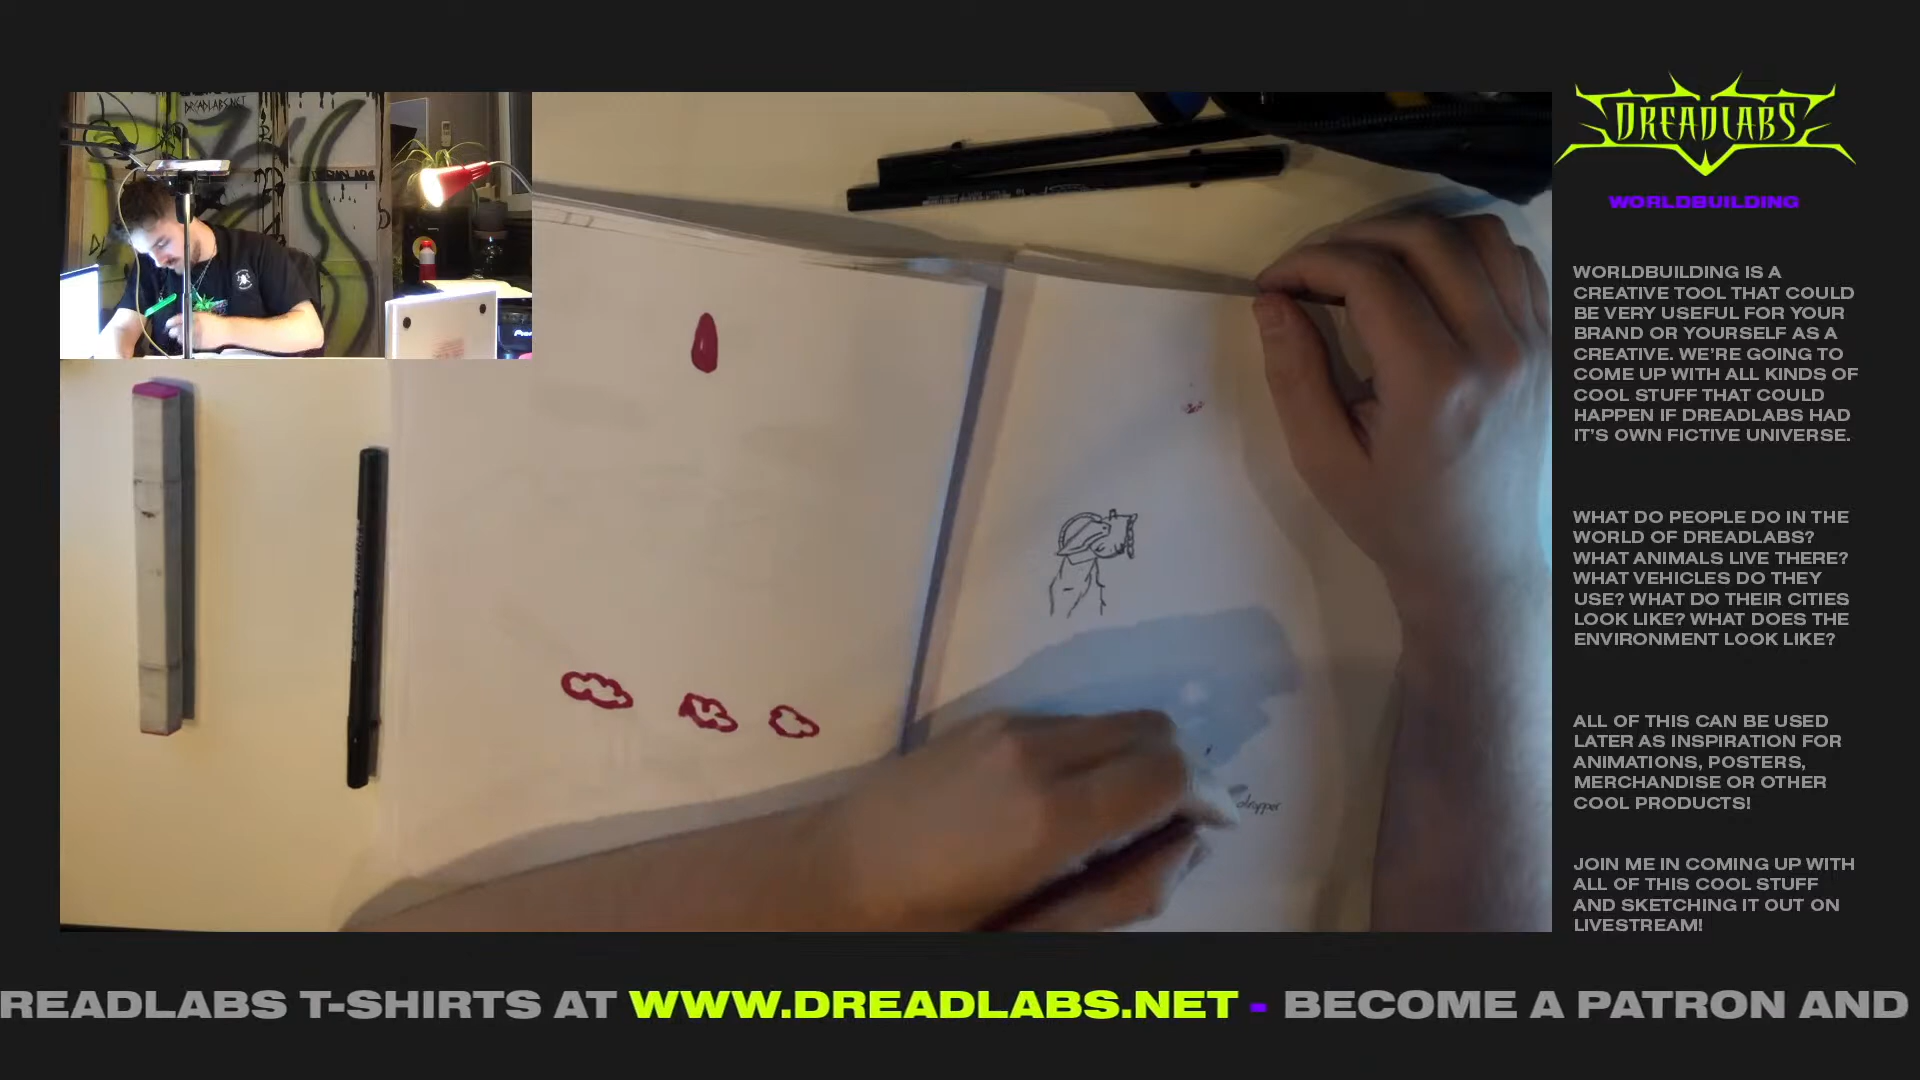 DREADLABS.NET
DREADLABS
WORLDBUILDING
WORLDBUILDING IS A
CREATIVE TOOL THAT COULD
BE VERY USEFUL FOR YOUR
BRAND OR YOURSELF AS A
CREATIVE. WE'RE GOING TO
COME UP WITH ALL KINDS OF
COOL STUFF THAT COULD
HAPPEN IF DREADLABS HAD
IT'S OWN FICTIVE UNIVERSE.
WHAT DO PEOPLE DO IN THE
WORLD OF DREADLABS?
WHAT ANIMALS LIVE THERE?
WHAT VEHICLES DO THEY
USE? WHAT DO THEIR CITIES
LOOK LIKE? WHAT DOES THE
ENVIRONMENT LOOK LIKE?
ALL OF THIS CAN BE USED
LATER AS INSPIRATION FOR
ANIMATIONS, POSTERS,
MERCHANDISE OR OTHER
COOL PRODUCTS!
JOIN ME IN COMING UP WITH
ALL OF THIS COOL STUFF
AND SKETCHING IT OUT ON
LIVESTREAM!
dropper
READLABS T-SHIRTS AT WWW.DREADLABS.NET - BECOME A PATRON AND